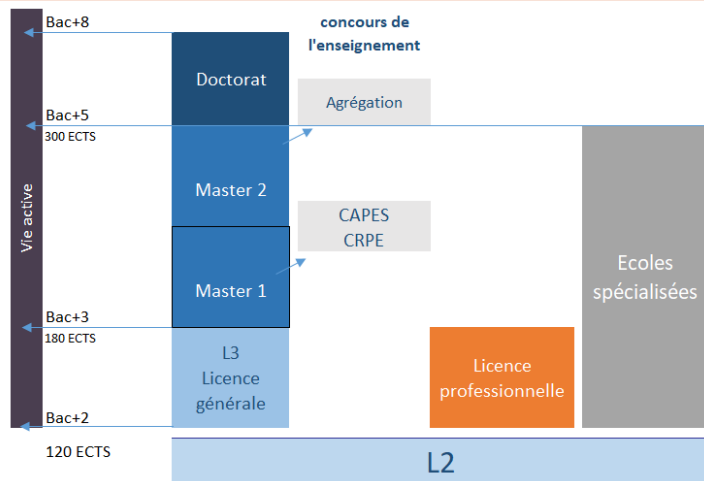 Bac+8
concours de
l'enseignement
Doctorat
Agrégation
Bac+5
300 ECTS
Vie active
Master 2
CAPES
CRPE
Ecoles
spécialisées
Master 1
Bac+3
180 ECTS
L3
Licence
générale
Licence
professionnelle
Bac+2
120 ECTS
L2